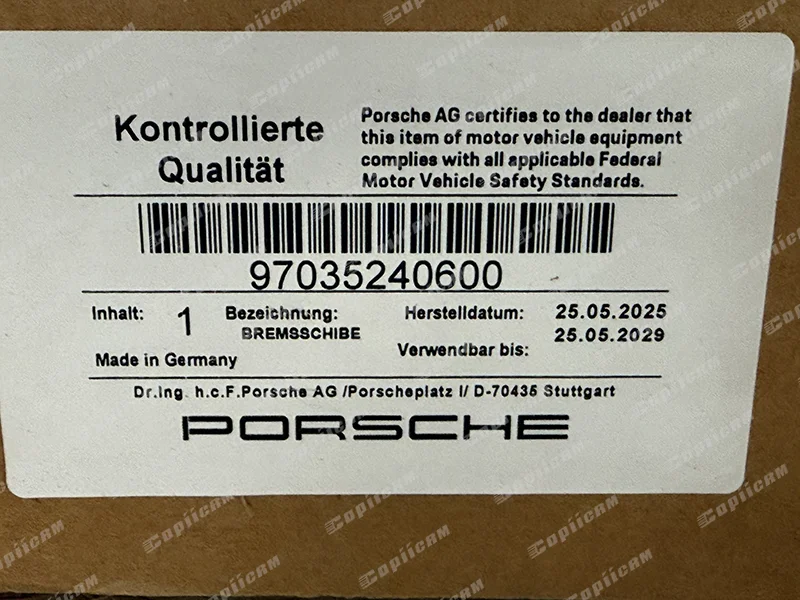 Kontrollierte
Qualität
Porsche AG certifies to the dealer that
this item of motor vehicle equipment
complies with all applicable Federal
Motor Vehicle Safety Standards.
97035240600
Inhalt: 1
Bezeichnung:
BREMSSCHIBE
Herstelldatum: 25.05.2025
Verwendbar bis: 25.05.2029
Made in Germany
Dr.Ing. h.c.F.Porsche AG /Porscheplatz I/ D-70435 Stuttgart
PORSCHE
Copiicam